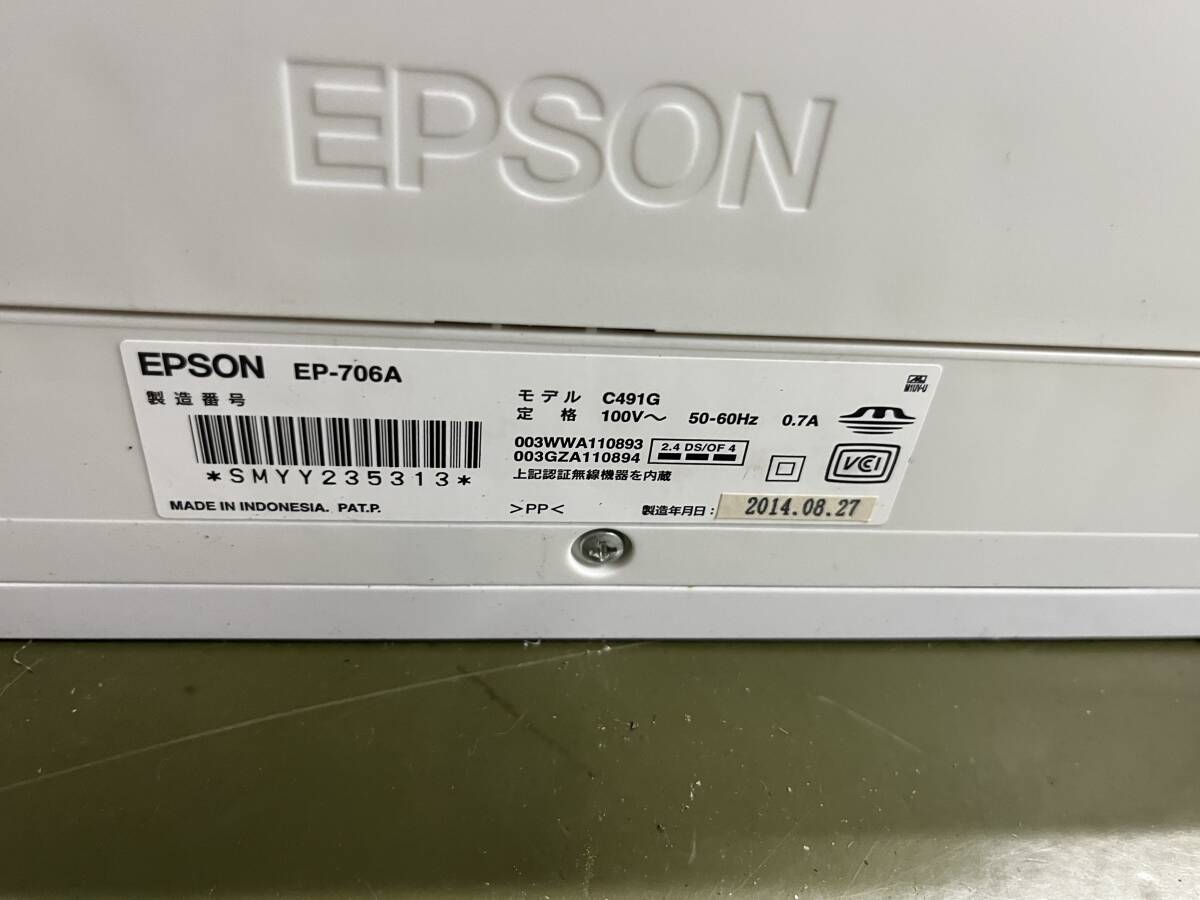 EPSON
EPSON EP-706A
製造番号
*SMYY235313*
MADE IN INDONESIA. PAT.P.
モデル C491G
定格 100V～ 50-60Hz 0.7A
003WWA110893
003GZA110894
2.4 DS/OF 4
上記認証無線機器を内蔵
>PP<
製造年月日：2014.08.27
M1UV-U
VCI